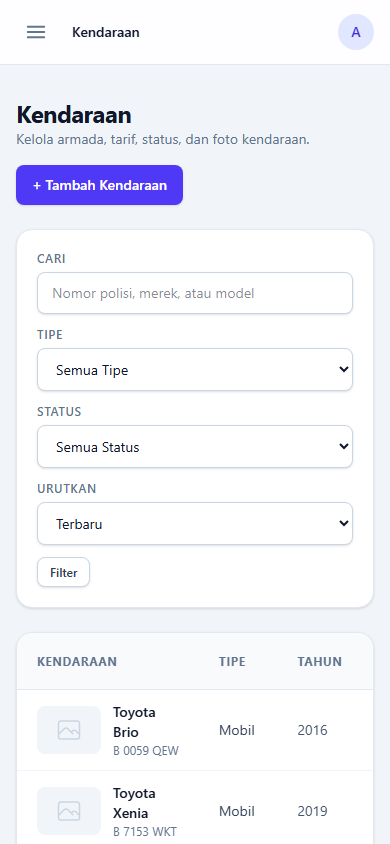 Kendaraan
A
Kendaraan
Kelola armada, tarif, status, dan foto kendaraan.
+ Tambah Kendaraan
CARI
Nomor polisi, merek, atau model
TIPE
Semua Tipe
STATUS
Semua Status
URUTKAN
Terbaru
Filter
KENDARAAN TIPE TAHUN
Toyota
Brio
B 0059 QEW
Mobil
2016
Toyota
Xenia
B 7153 WKT
Mobil
2019